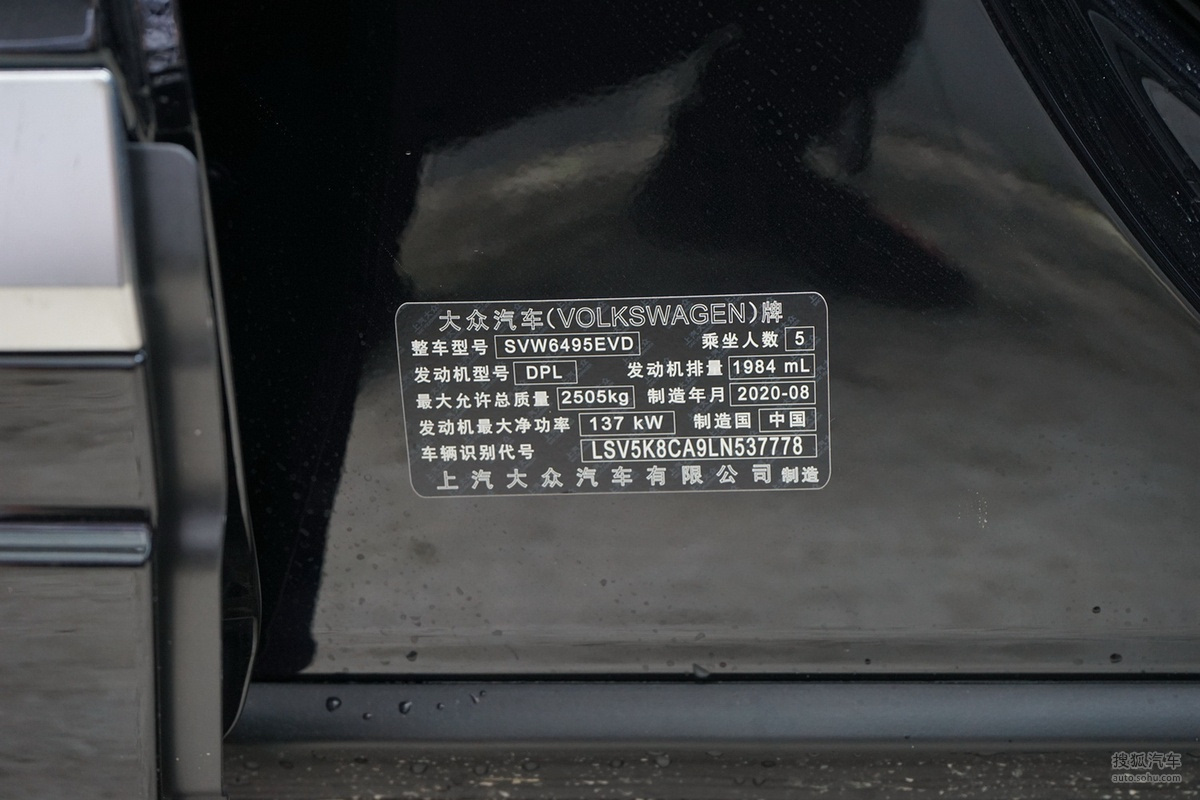 大众汽车(VOLKSWAGEN)牌
整车型号 SVW6495EVD 乘坐人数 5
发动机型号 DPL 发动机排量 1984 mL
最大允许总质量 2505kg 制造年月 2020-08
发动机最大净功率 137 kW 制造国 中国
车辆识别代号 LSV5K8CA9LN537778
上汽大众汽车有限公司 制造
搜狐汽车
auto.sohu.com